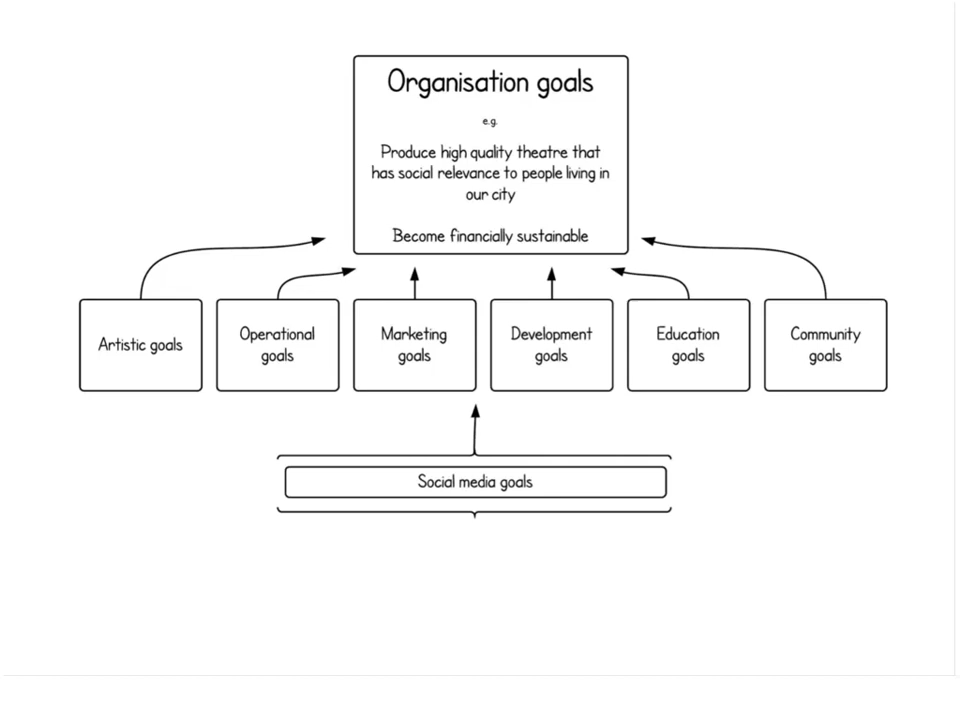 Organisation goals
e.g.
Produce high quality theatre that
has social relevance to people living in
our city
Become financially sustainable
Artistic goals
Operational
goals
Marketing
goals
Development
goals
Education
goals
Community
goals
Social media goals